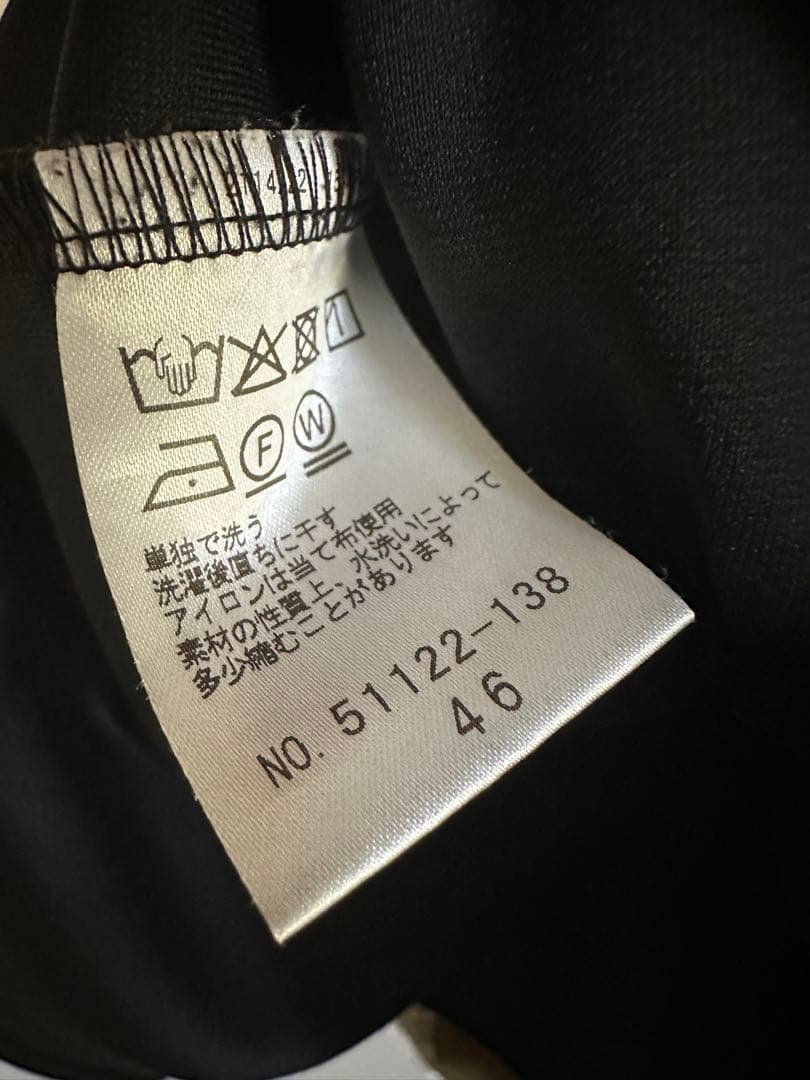 F W
単独で洗う
洗濯後直ちに干す
アイロンは当て布使用
素材の性質上、水洗いによって
多少縮むことがあります
NO. 51122-138
46